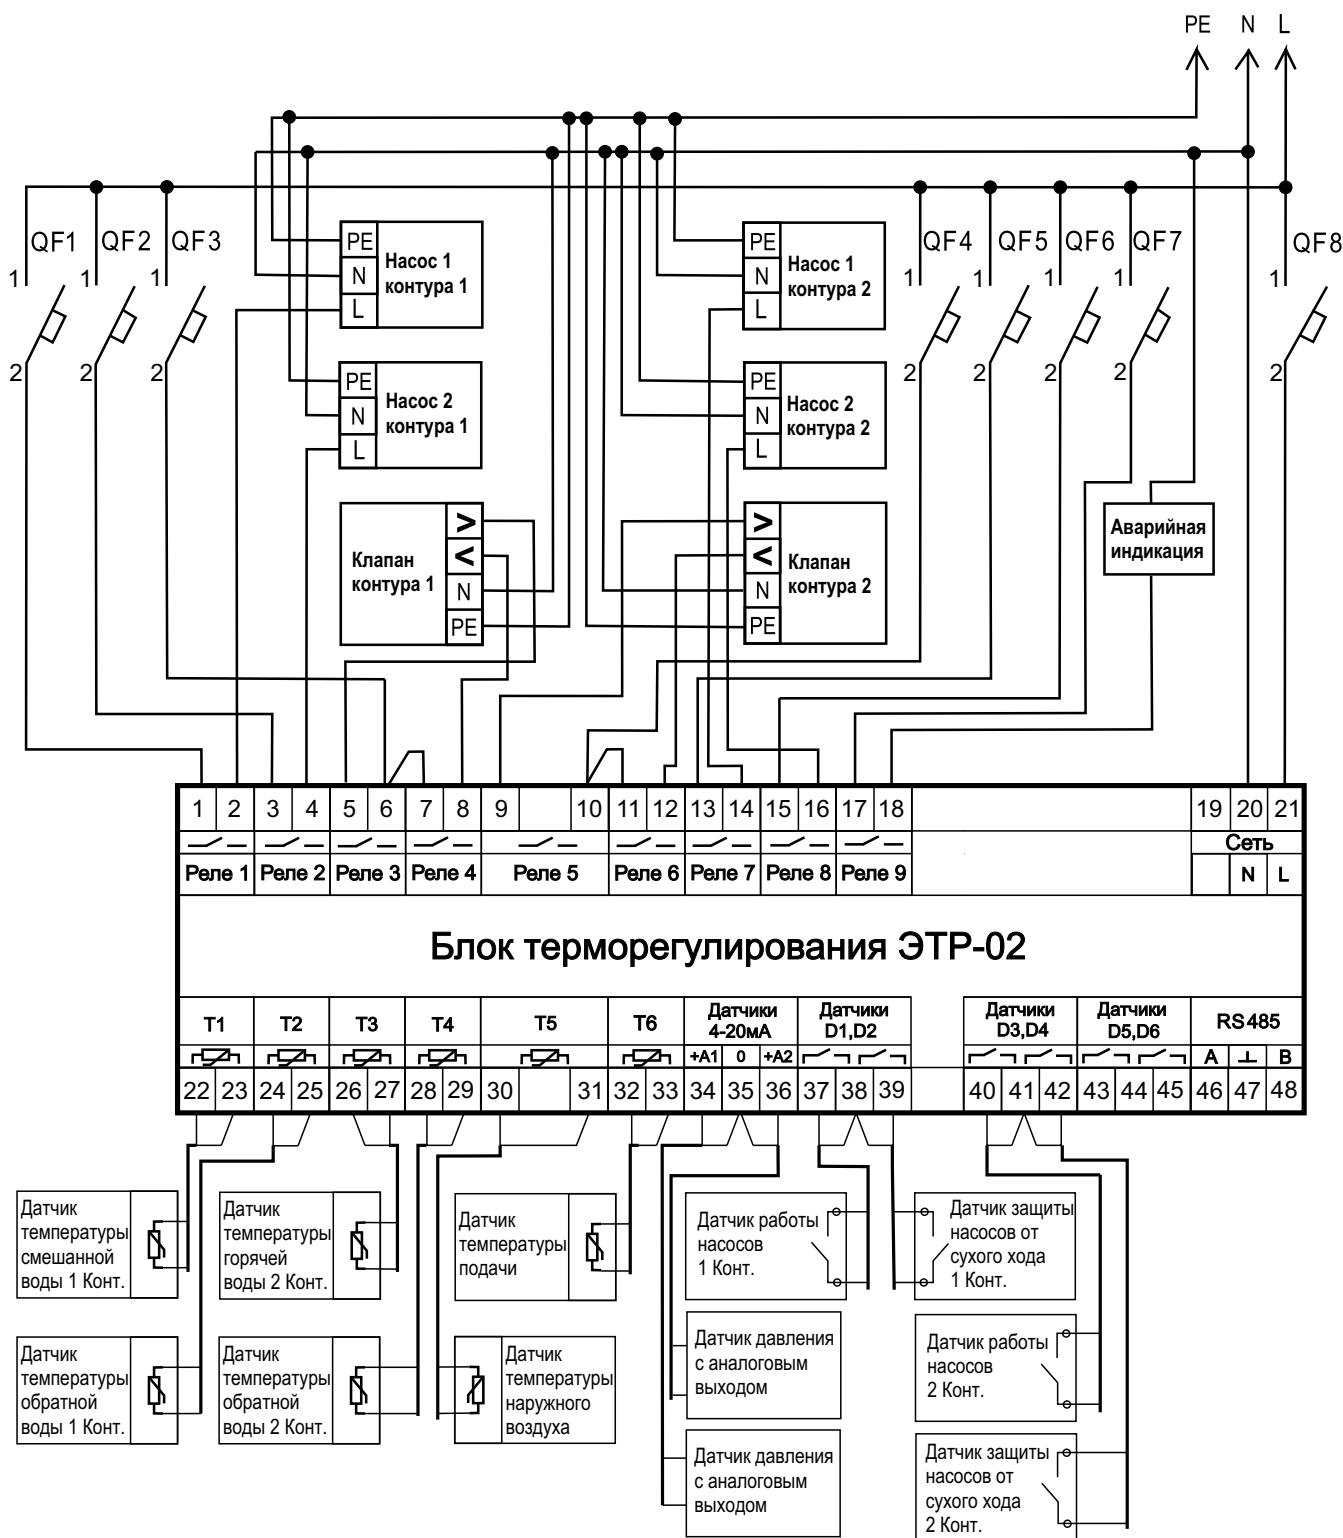 PE N L
QF1 QF2 QF3 QF4 QF5 QF6 QF7 QF8
1 1 1 1 1 1 1 1
2 2 2 2 2 2 2 2
PE
N
L
Насос 1
контура 1
PE
N
L
Насос 1
контура 2
PE
N
L
Насос 2
контура 1
PE
N
L
Насос 2
контура 2
Клапан
контура 1
>
<
N
PE
>
<
N
PE
Клапан
контура 2
Аварийная
индикация
1 2 3 4 5 6 7 8 9 10 11 12 13 14 15 16 17 18 19 20 21
Сеть
Реле 1 Реле 2 Реле 3 Реле 4 Реле 5 Реле 6 Реле 7 Реле 8 Реле 9 N L
Блок терморегулирования ЭТР-02
T1 T2 T3 T4 T5 T6
Датчики
4-20мА
Датчики
D1,D2
Датчики
D3,D4
Датчики
D5,D6
RS485
+A1 0 +A2 A ⊥ B
22 23 24 25 26 27 28 29 30 31 32 33 34 35 36 37 38 39 40 41 42 43 44 45 46 47 48
Датчик
температуры
смешанной
воды 1 Конт.
Датчик
температуры
горячей
воды 2 Конт.
Датчик
температуры
подачи
Датчик работы
насосов
1 Конт.
Датчик защиты
насосов от
сухого хода
1 Конт.
Датчик
температуры
обратной
воды 1 Конт.
Датчик
температуры
обратной
воды 2 Конт.
Датчик
температуры
наружного
воздуха
Датчик давления
с аналоговым
выходом
Датчик работы
насосов
2 Конт.
Датчик давления
с аналоговым
выходом
Датчик защиты
насосов от
сухого хода
2 Конт.